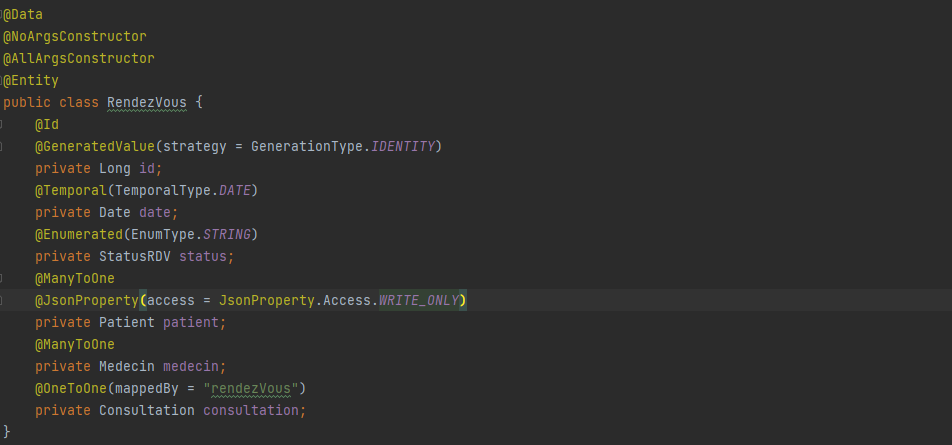 @Data
@NoArgsConstructor
@AllArgsConstructor
@Entity
public class RendezVous {
    @Id
    @GeneratedValue(strategy = GenerationType.IDENTITY)
    private Long id;
    @Temporal(TemporalType.DATE)
    private Date date;
    @Enumerated(EnumType.STRING)
    private StatusRDV status;
    @ManyToOne
    @JsonProperty(access = JsonProperty.Access.WRITE_ONLY)
    private Patient patient;
    @ManyToOne
    private Medecin medecin;
    @OneToOne(mappedBy = "rendezVous")
    private Consultation consultation;
}